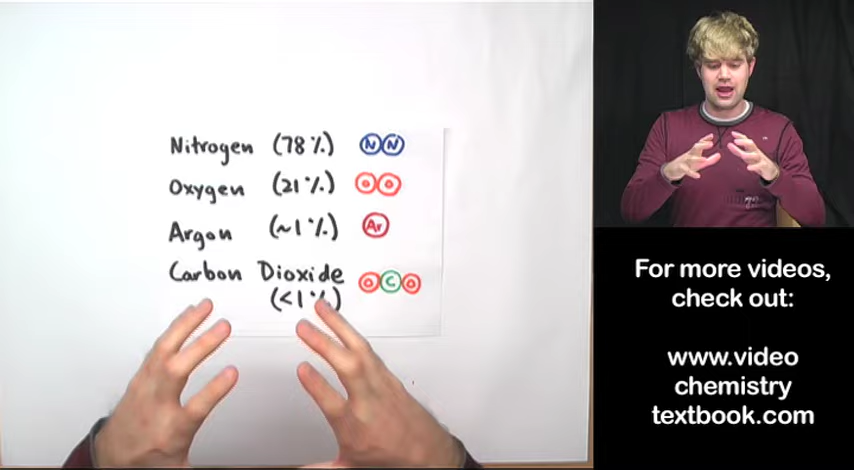 Nitrogen (78%) N N
Oxygen (21%) O O
Argon (~1%) Ar
Carbon Dioxide O C O
(<1%)
For more videos,
check out:
www.video
chemistry
textbook.com